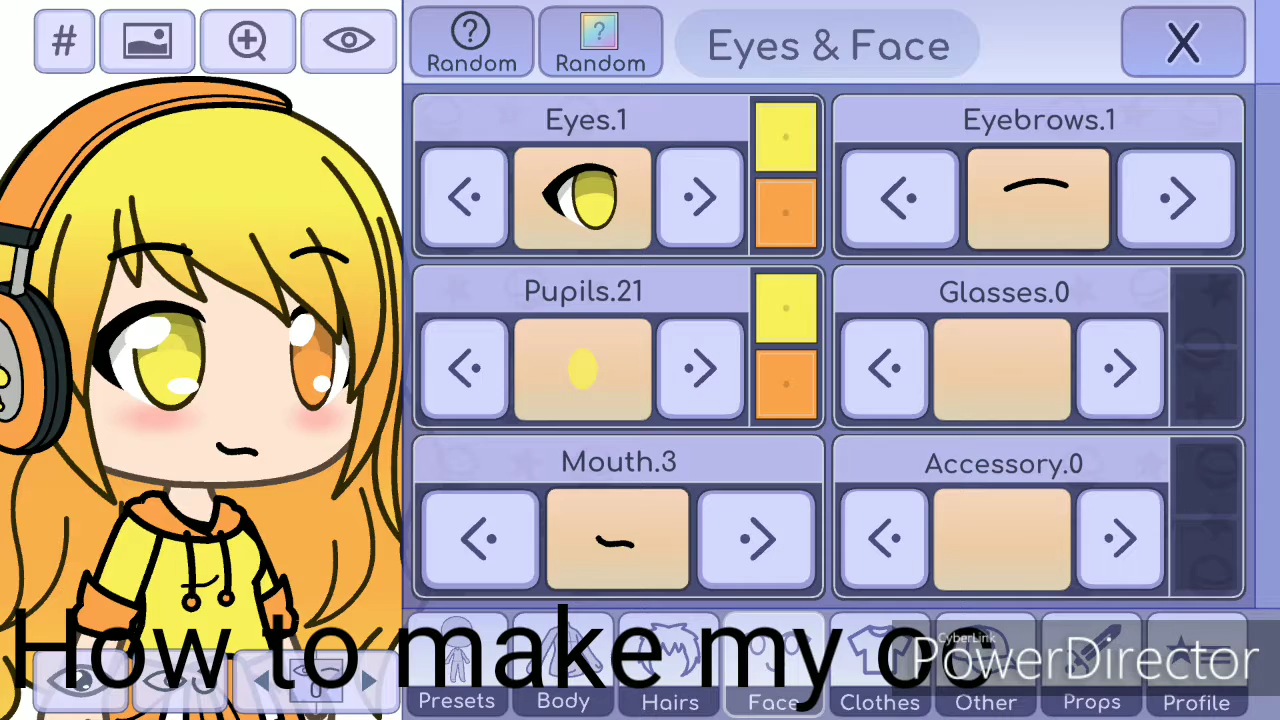 #
Random
Random
Eyes & Face
X
Eyes.1
Eyebrows.1
Pupils.21
Glasses.0
Mouth.3
Accessory.0
How to make my oc
CyberLink
PowerDirector
0
Presets
Body
Hairs
Face
Clothes
Other
Props
Profile